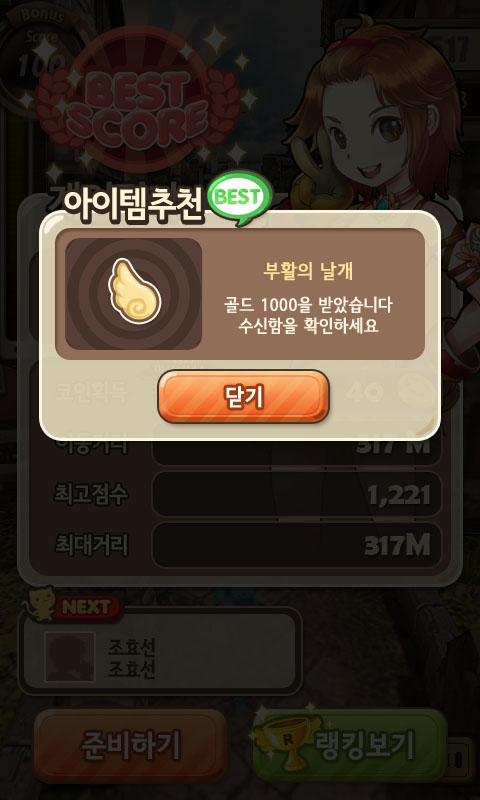 Bonus
Score
100
BEST
SCORE
아이템추천
BEST
부활의 날개
골드 1000을 받았습니다
수신함을 확인하세요
닫기
코인획득
40
이동거리
317 M
최고점수
1,221
최대거리
317M
NEXT
조효선
조효선
준비하기
R
랭킹보기